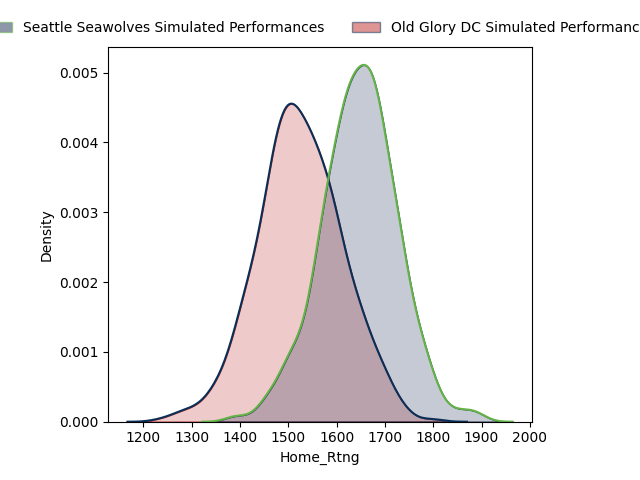 Seattle Seawolves Simulated Performances Old Glory DC Simulated Performanc
0.005
0.004
0.003
0.002
0.001
0.000
Density
1200 1300 1400 1500 1600 1700 1800 1900 2000
Home_Rtng